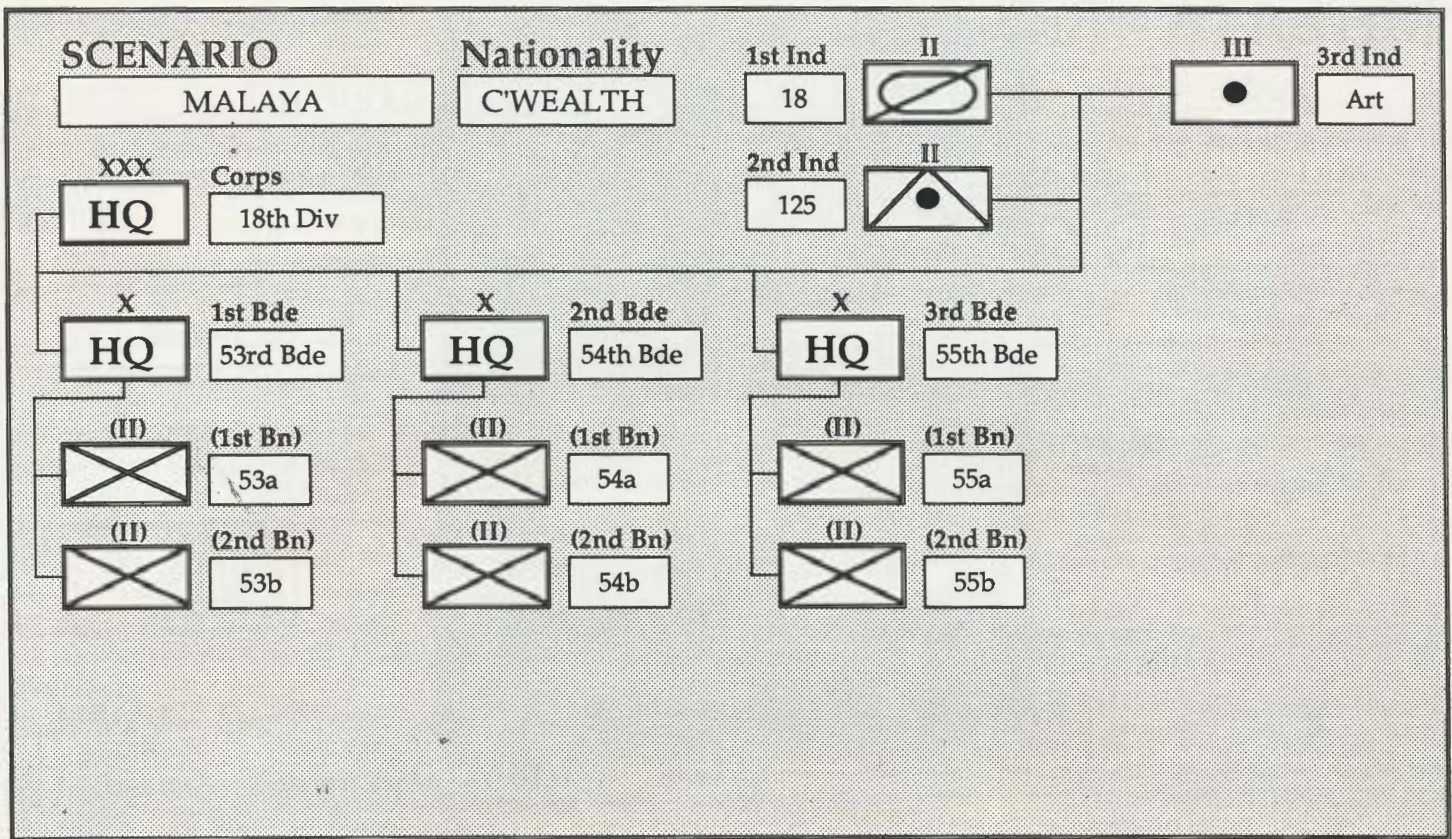 SCENARIO
MALAYA
Nationality
C'WEALTH
1st Ind
18
II
III
3rd Ind
Art
2nd Ind
125
II
XXX
HQ
Corps
18th Div
X
HQ
1st Bde
53rd Bde
X
HQ
2nd Bde
54th Bde
X
HQ
3rd Bde
55th Bde
(II)
(1st Bn)
53a
(II)
(1st Bn)
54a
(II)
(1st Bn)
55a
(II)
(2nd Bn)
53b
(II)
(2nd Bn)
54b
(II)
(2nd Bn)
55b